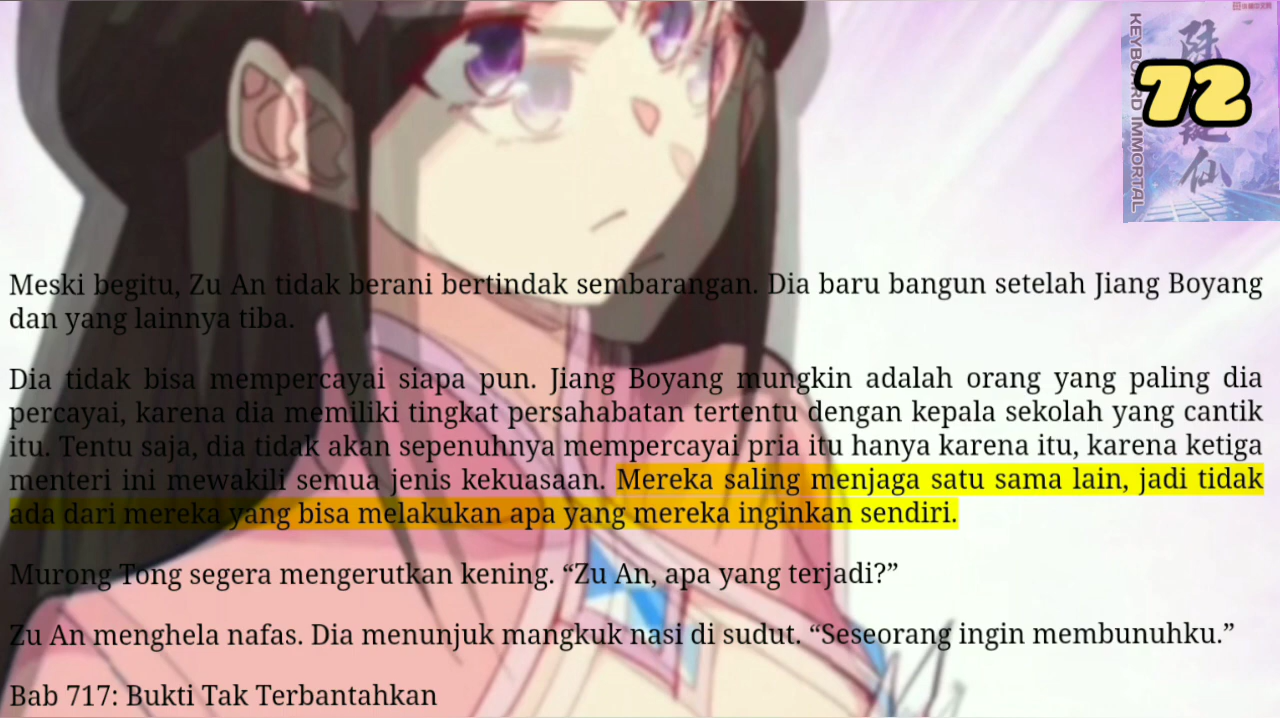 KEYBOARD IMMORTAL
72
仙
Meski begitu, Zu An tidak berani bertindak sembarangan. Dia baru bangun setelah Jiang Boyang
dan yang lainnya tiba.
Dia tidak bisa mempercayai siapa pun. Jiang Boyang mungkin adalah orang yang paling dia
percayai, karena dia memiliki tingkat persahabatan tertentu dengan kepala sekolah yang cantik
itu. Tentu saja, dia tidak akan sepenuhnya mempercayai pria itu hanya karena itu, karena ketiga
menteri ini mewakili semua jenis kekuasaan. Mereka saling menjaga satu sama lain, jadi tidak
ada dari mereka yang bisa melakukan apa yang mereka inginkan sendiri.
Murong Tong segera mengerutkan kening. “Zu An, apa yang terjadi?”
Zu An menghela nafas. Dia menunjuk mangkuk nasi di sudut. “Seseorang ingin membunuhku.”
Bab 717: Bukti Tak Terbantahkan